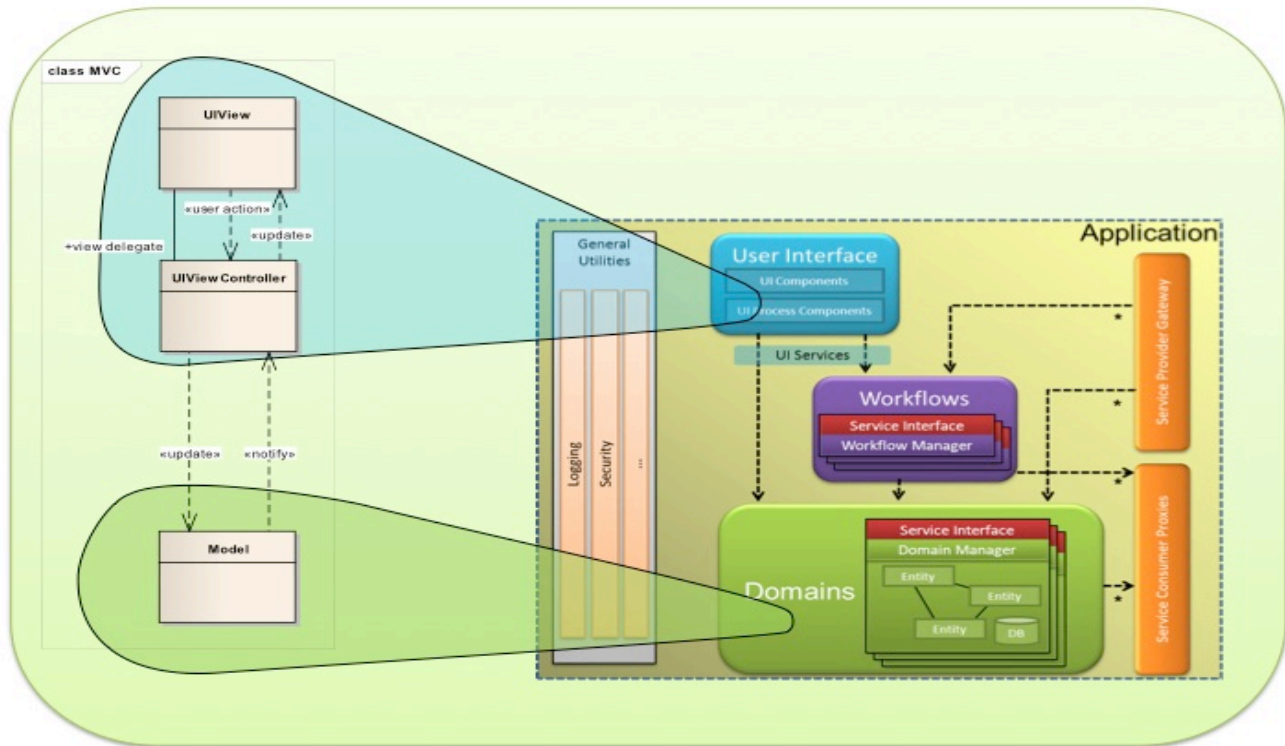 class MVC
UIView
«user action»
«update»
+view delegate
UIView Controller
«update»
«notify»
Model
Application
General
Utilities
Logging
Security
...
User Interface
UI Components
UI Process Components
UI Services
Workflows
Service Interface
Workflow Manager
Domains
Service Interface
Domain Manager
Entity
Entity
Entity
DB
*
*
Service Provider Gateway
*
*
Service Consumer Proxies